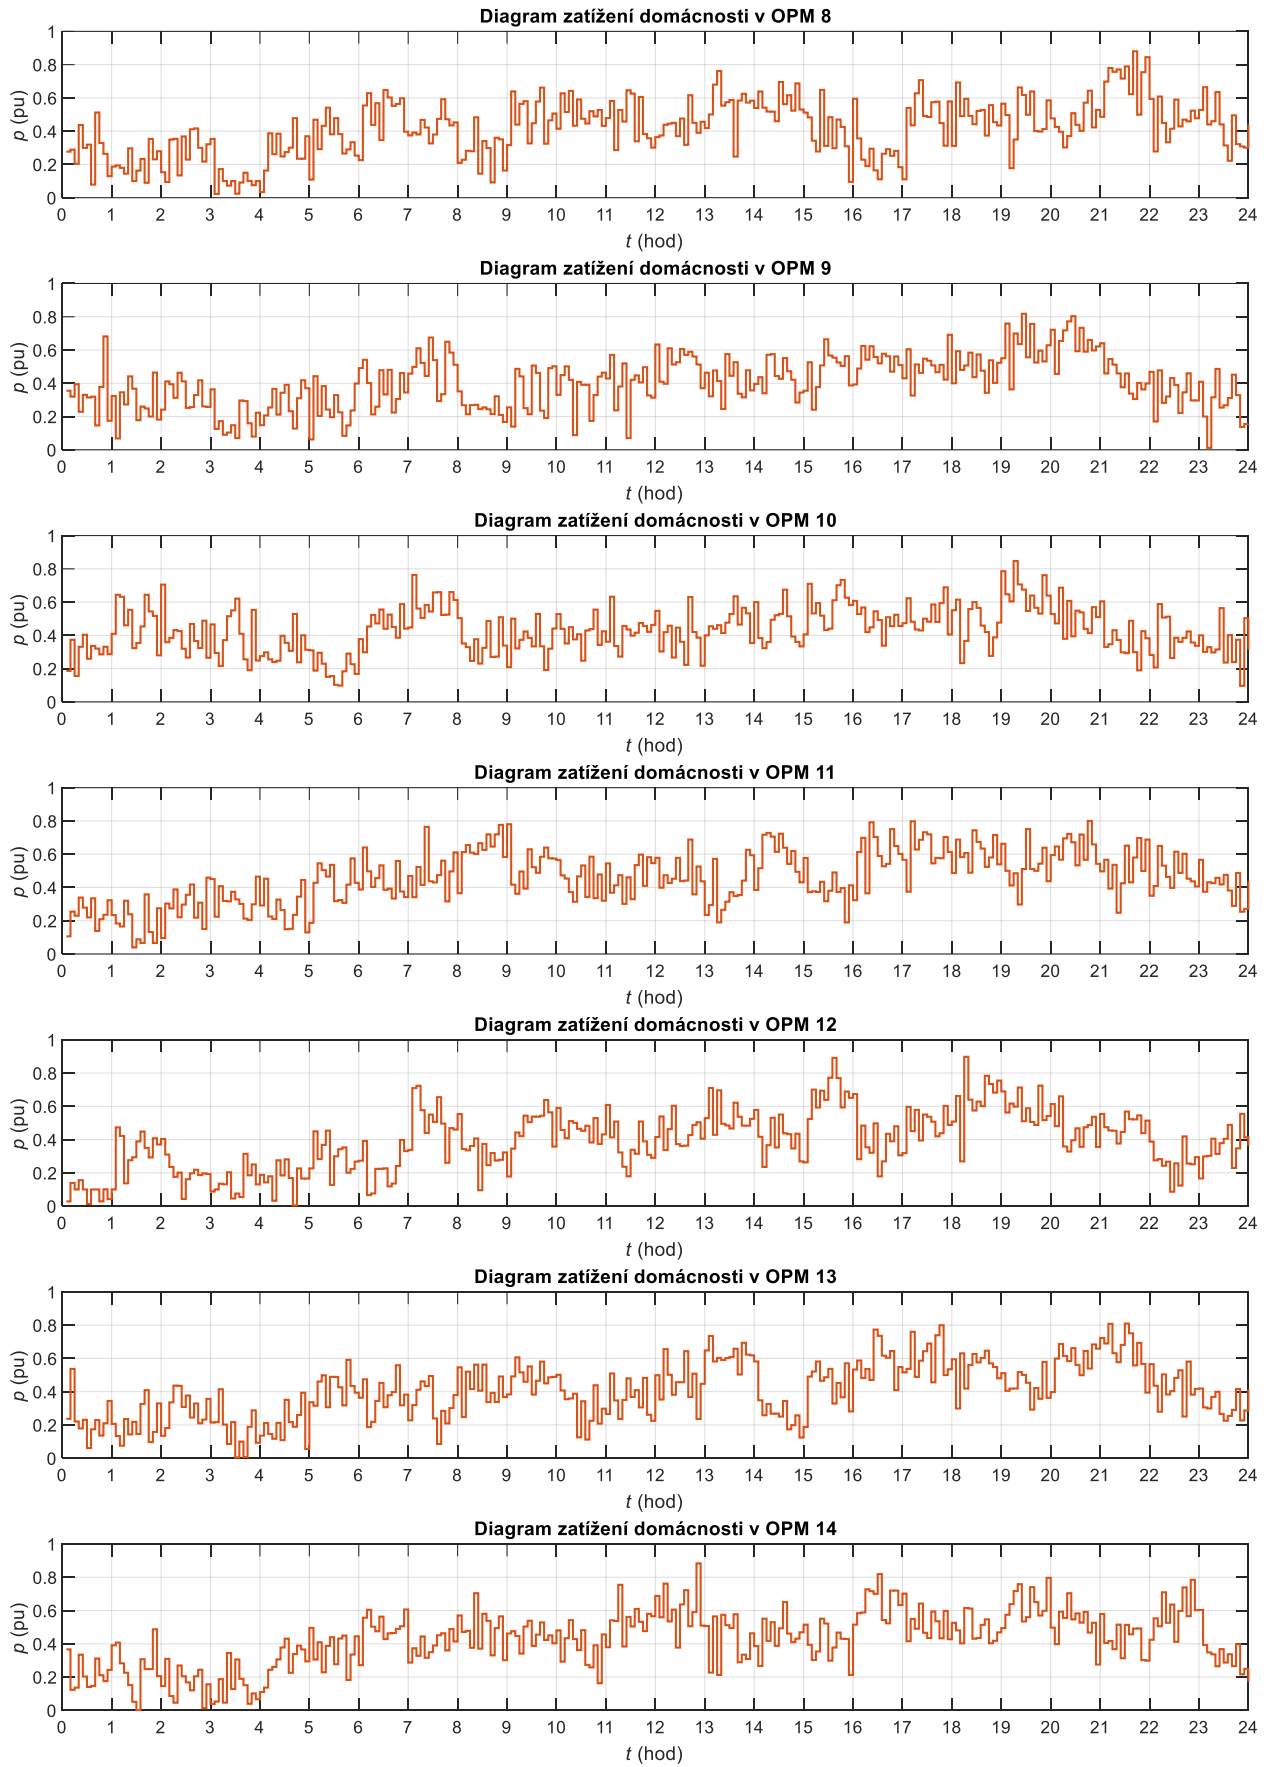 Diagram zatížení domácnosti v OPM 8
1
0.8
0.6
0.4
0.2
0
p (pu)
0 1 2 3 4 5 6 7 8 9 10 11 12 13 14 15 16 17 18 19 20 21 22 23 24
t (hod)
Diagram zatížení domácnosti v OPM 9
1
0.8
0.6
0.4
0.2
0
p (pu)
0 1 2 3 4 5 6 7 8 9 10 11 12 13 14 15 16 17 18 19 20 21 22 23 24
t (hod)
Diagram zatížení domácnosti v OPM 10
1
0.8
0.6
0.4
0.2
0
p (pu)
0 1 2 3 4 5 6 7 8 9 10 11 12 13 14 15 16 17 18 19 20 21 22 23 24
t (hod)
Diagram zatížení domácnosti v OPM 11
1
0.8
0.6
0.4
0.2
0
p (pu)
0 1 2 3 4 5 6 7 8 9 10 11 12 13 14 15 16 17 18 19 20 21 22 23 24
t (hod)
Diagram zatížení domácnosti v OPM 12
1
0.8
0.6
0.4
0.2
0
p (pu)
0 1 2 3 4 5 6 7 8 9 10 11 12 13 14 15 16 17 18 19 20 21 22 23 24
t (hod)
Diagram zatížení domácnosti v OPM 13
1
0.8
0.6
0.4
0.2
0
p (pu)
0 1 2 3 4 5 6 7 8 9 10 11 12 13 14 15 16 17 18 19 20 21 22 23 24
t (hod)
Diagram zatížení domácnosti v OPM 14
1
0.8
0.6
0.4
0.2
0
p (pu)
0 1 2 3 4 5 6 7 8 9 10 11 12 13 14 15 16 17 18 19 20 21 22 23 24
t (hod)